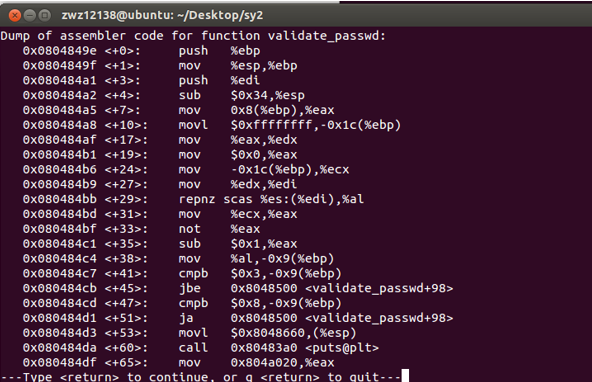 zwz12138@ubuntu: ~/Desktop/sy2
Dump of assembler code for function validate_passwd:
0x0804849e <+0>: push %ebp
0x0804849f <+1>: mov %esp,%ebp
0x080484a1 <+3>: push %edi
0x080484a2 <+4>: sub $0x34,%esp
0x080484a5 <+7>: mov 0x8(%ebp),%eax
0x080484a8 <+10>: movl $0xffffffff,-0x1c(%ebp)
0x080484af <+17>: mov %eax,%edx
0x080484b1 <+19>: mov $0x0,%eax
0x080484b6 <+24>: mov -0x1c(%ebp),%ecx
0x080484b9 <+27>: mov %edx,%edi
0x080484bb <+29>: repnz scas %es:(%edi),%al
0x080484bd <+31>: mov %ecx,%eax
0x080484bf <+33>: not %eax
0x080484c1 <+35>: sub $0x1,%eax
0x080484c4 <+38>: mov %al,-0x9(%ebp)
0x080484c7 <+41>: cmpb $0x3,-0x9(%ebp)
0x080484cb <+45>: jbe 0x8048500 <validate_passwd+98>
0x080484cd <+47>: cmpb $0x8,-0x9(%ebp)
0x080484d1 <+51>: ja 0x8048500 <validate_passwd+98>
0x080484d3 <+53>: movl $0x8048660,(%esp)
0x080484da <+60>: call 0x80483a0 <puts@plt>
0x080484df <+65>: mov 0x804a020,%eax
---Type <return> to continue, or q <return> to quit---